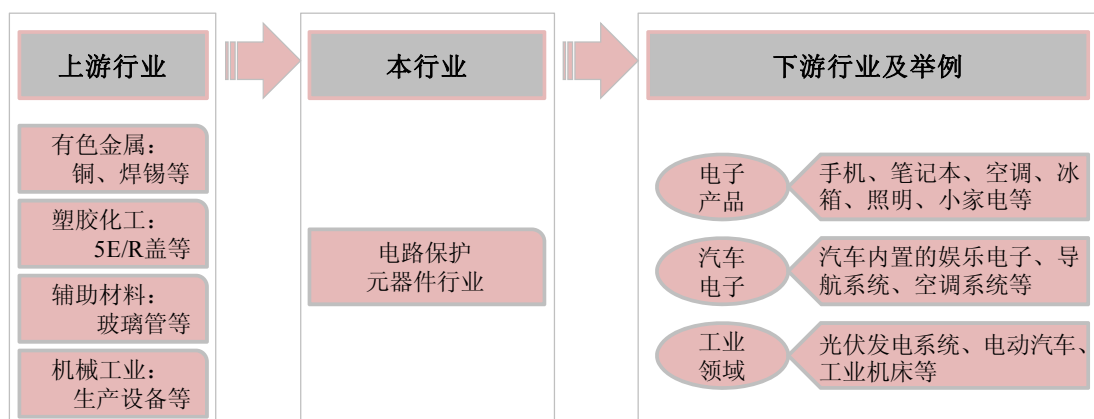 上游行业
有色金属：
铜、焊锡等
塑胶化工：
5E/R盖等
辅助材料：
玻璃管等
机械工业：
生产设备等
本行业
电路保护
元器件行业
下游行业及举例
电子
产品
手机、笔记本、空调、冰
箱、照明、小家电等
汽车
电子
汽车内置的娱乐电子、导
航系统、空调系统等
工业
领域
光伏发电系统、电动汽车、
工业机床等